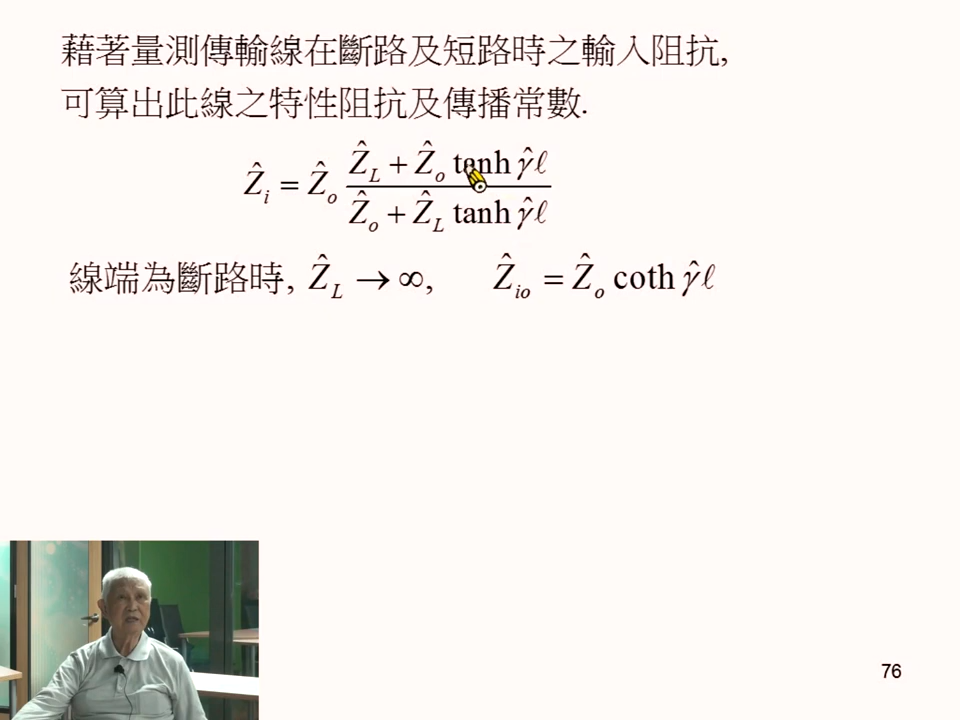 藉著量測傳輸線在斷路及短路時之輸入阻抗,
可算出此線之特性阻抗及傳播常數.
Ẑ_i = Ẑ_o (Ẑ_L + Ẑ_o tanh γ̂ℓ) / (Ẑ_o + Ẑ_L tanh γ̂ℓ)
線端為斷路時, Ẑ_L → ∞, Ẑ_io = Ẑ_o coth γ̂ℓ
76